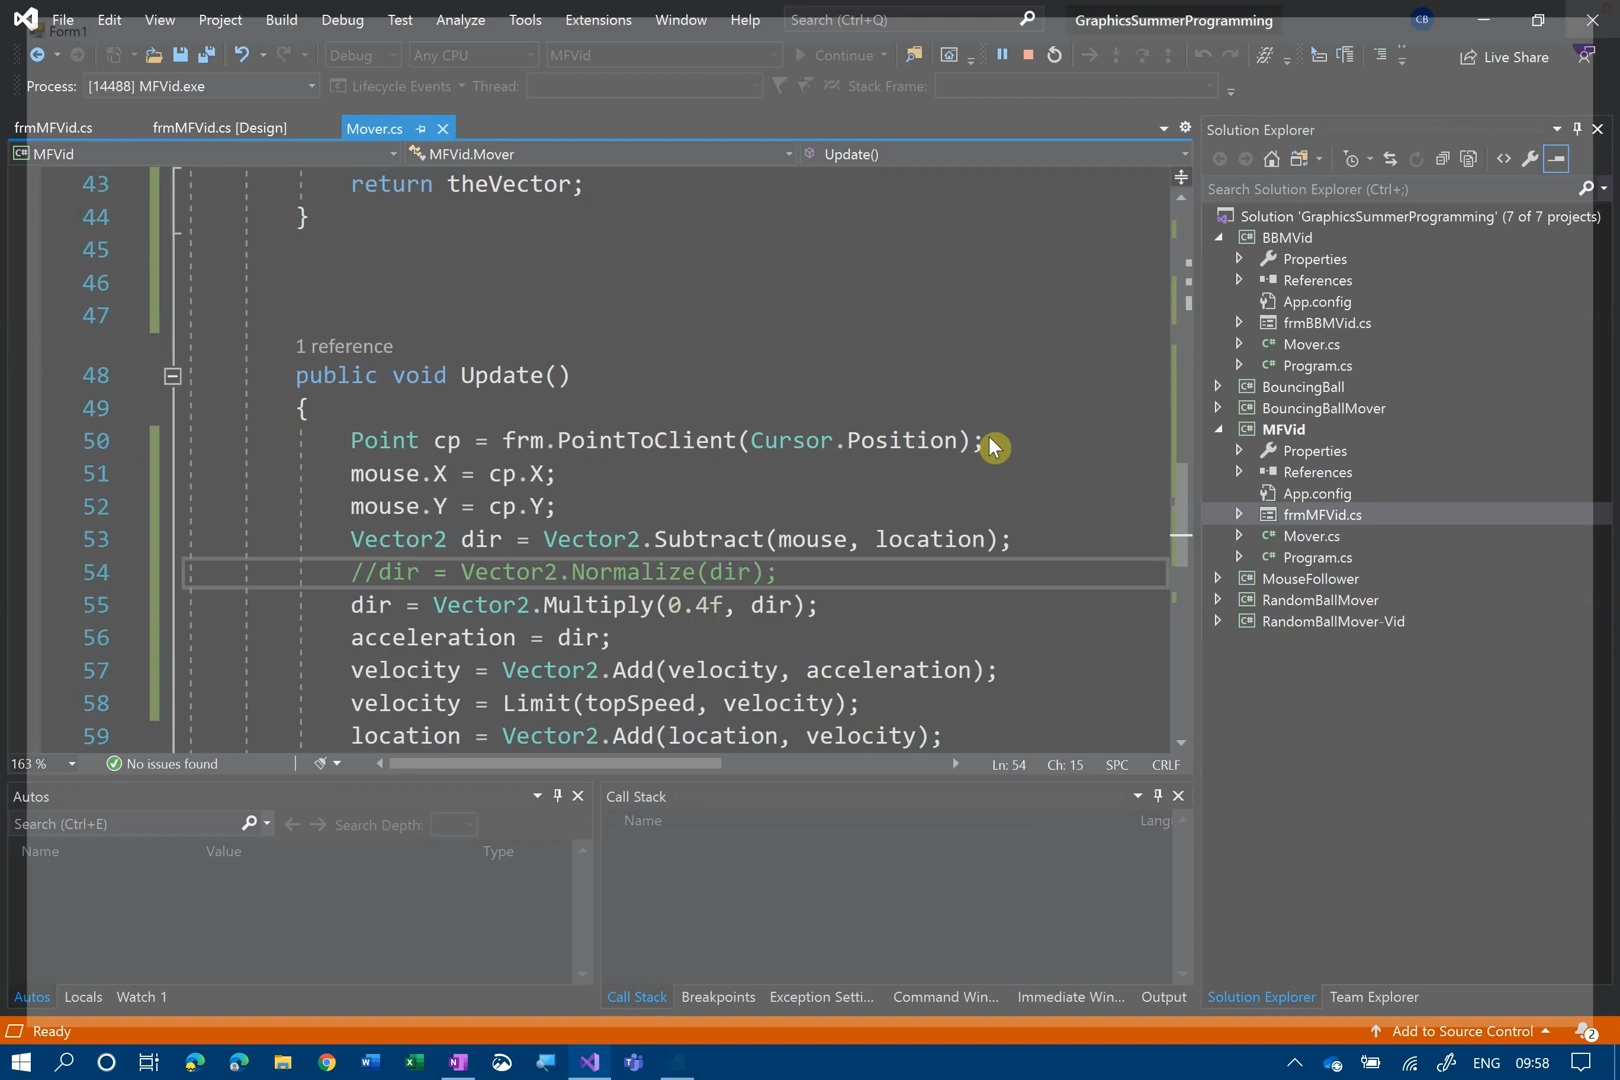 File Edit View Project Build Debug Test Analyze Tools Extensions Window Help Search (Ctrl+Q) GraphicsSummerProgramming CB
Form1
Debug Any CPU MFVid Continue Live Share
Process: [14488] MFVid.exe Lifecycle Events Thread: Stack Frame:
frmMFVid.cs frmMFVid.cs [Design] Mover.cs
MFVid MFVid.Mover Update()
43 return theVector;
44 }
45
46
47
1 reference
48 public void Update()
49 {
50 Point cp = frm.PointToClient(Cursor.Position);
51 mouse.X = cp.X;
52 mouse.Y = cp.Y;
53 Vector2 dir = Vector2.Subtract(mouse, location);
54 //dir = Vector2.Normalize(dir);
55 dir = Vector2.Multiply(0.4f, dir);
56 acceleration = dir;
57 velocity = Vector2.Add(velocity, acceleration);
58 velocity = Limit(topSpeed, velocity);
59 location = Vector2.Add(location, velocity);
163 % No issues found Ln: 54 Ch: 15 SPC CRLF
Autos
Search (Ctrl+E) Search Depth:
Name Value Type
Autos Locals Watch 1
Call Stack
Name Lang
Call Stack Breakpoints Exception Setti... Command Win... Immediate Win... Output
Solution Explorer
Search Solution Explorer (Ctrl+;)
Solution 'GraphicsSummerProgramming' (7 of 7 projects)
C# BBMVid
Properties
References
App.config
frmBBMVid.cs
C# Mover.cs
C# Program.cs
C# BouncingBall
C# BouncingBallMover
C# MFVid
Properties
References
App.config
frmMFVid.cs
C# Mover.cs
C# Program.cs
C# MouseFollower
C# RandomBallMover
C# RandomBallMover-Vid
Solution Explorer Team Explorer
Ready Add to Source Control 2
ENG 09:58